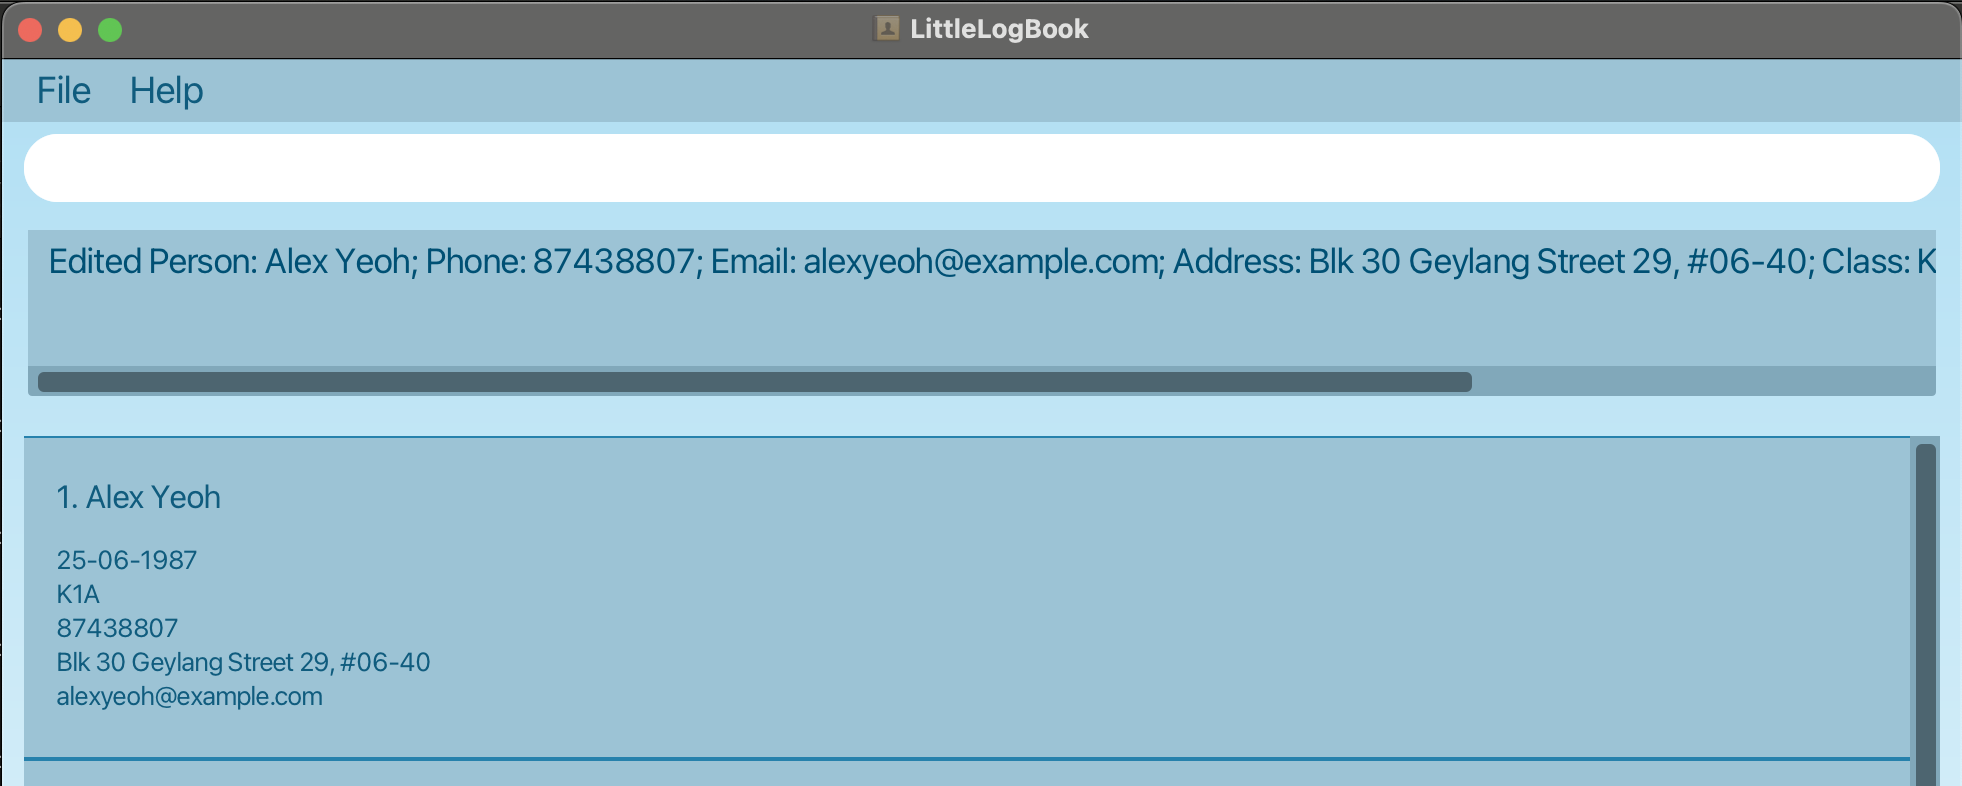 LittleLogBook
File Help
Edited Person: Alex Yeoh; Phone: 87438807; Email: alexyeoh@example.com; Address: Blk 30 Geylang Street 29, #06-40; Class: K
1. Alex Yeoh
25-06-1987
K1A
87438807
Blk 30 Geylang Street 29, #06-40
alexyeoh@example.com